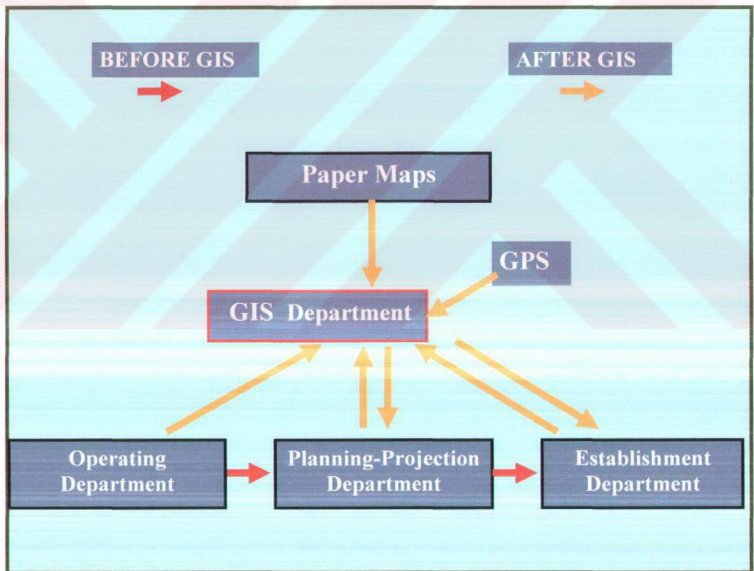 BEFORE GIS
AFTER GIS
Paper Maps
GPS
GIS Department
Operating
Department
Planning-Projection
Department
Establishment
Department